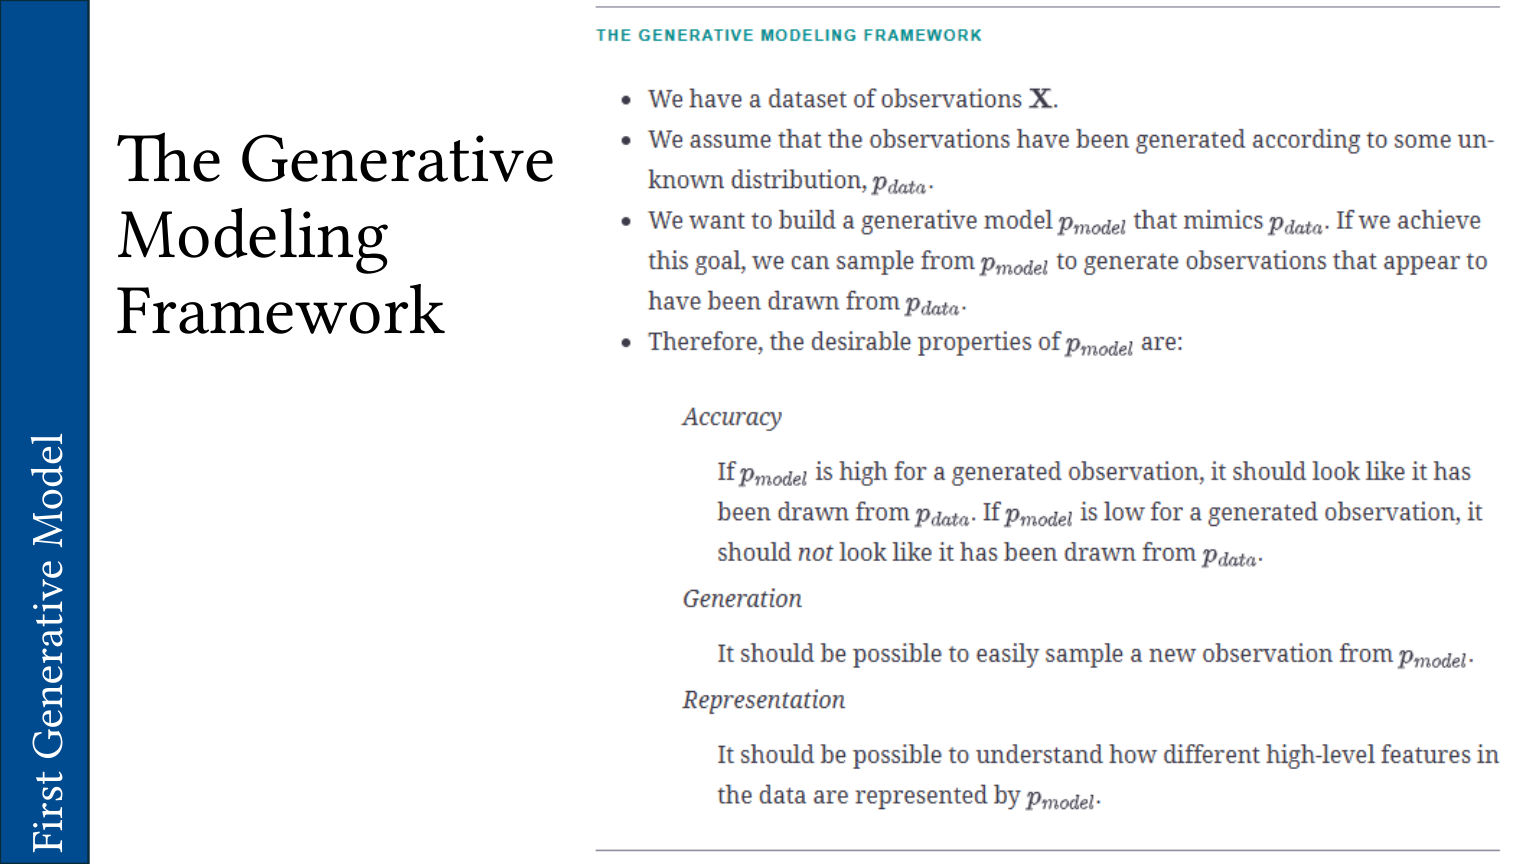 First Generative Model
The Generative
Modeling
Framework
THE GENERATIVE MODELING FRAMEWORK
• We have a dataset of observations X.
• We assume that the observations have been generated according to some un-
known distribution, p_data.
• We want to build a generative model p_model that mimics p_data. If we achieve
this goal, we can sample from p_model to generate observations that appear to
have been drawn from p_data.
• Therefore, the desirable properties of p_model are:
Accuracy
If p_model is high for a generated observation, it should look like it has
been drawn from p_data. If p_model is low for a generated observation, it
should not look like it has been drawn from p_data.
Generation
It should be possible to easily sample a new observation from p_model.
Representation
It should be possible to understand how different high-level features in
the data are represented by p_model.